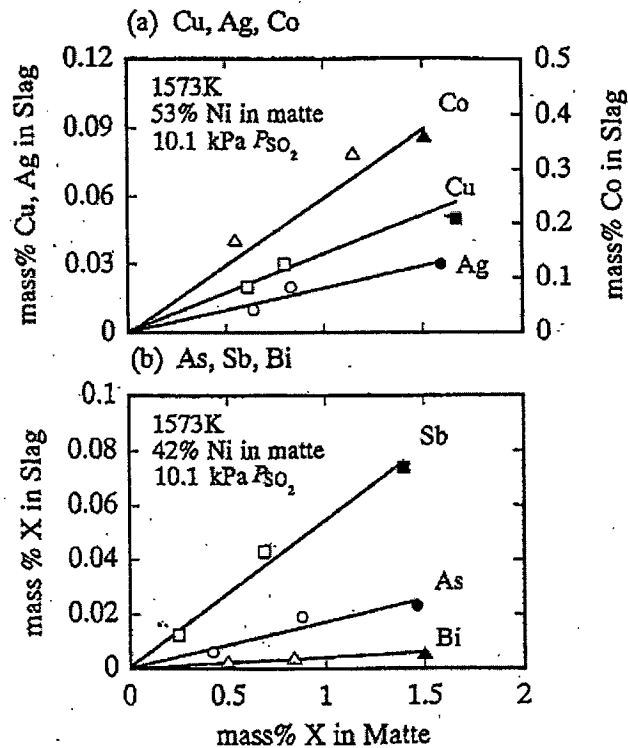 (a) Cu, Ag, Co
mass% Cu, Ag in Slag
0.12
0.09
0.06
0.03
0
1573K
53% Ni in matte
10.1 kPa PSO2
Co
Cu
Ag
0.5
0.4
0.3
0.2
0.1
0
mass% Co in Slag
(b) As, Sb, Bi
mass % X in Slag
0.1
0.08
0.06
0.04
0.02
0
1573K
42% Ni in matte
10.1 kPa PSO2
Sb
As
Bi
0 0.5 1 1.5 2
mass% X in Matte